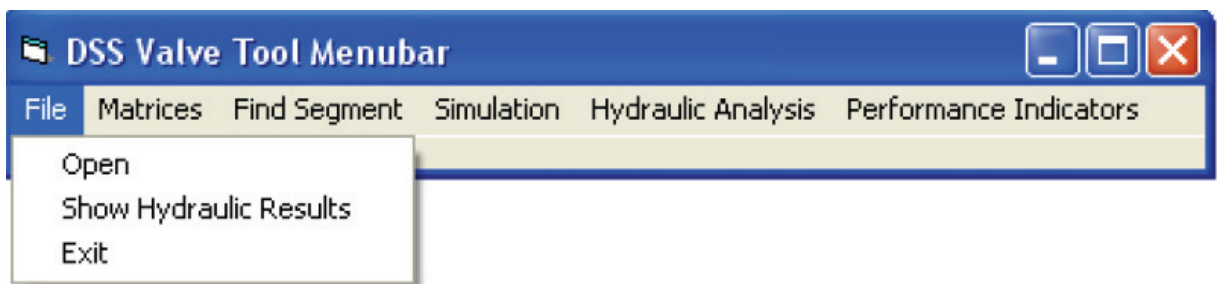 DSS Valve Tool Menubar
File Matrices Find Segment Simulation Hydraulic Analysis Performance Indicators
Open
Show Hydraulic Results
Exit